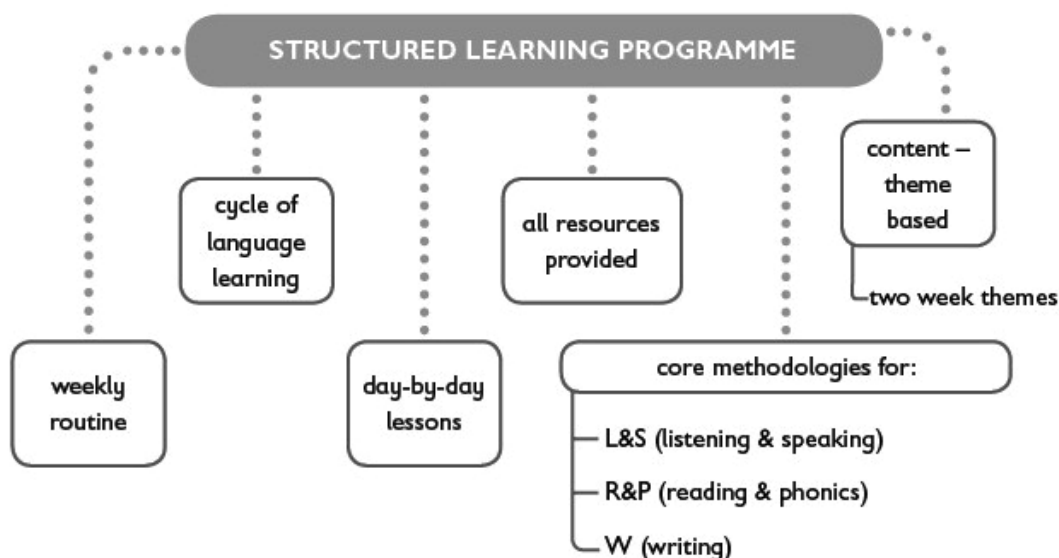 STRUCTURED LEARNING PROGRAMME
weekly
routine
cycle of
language
learning
day-by-day
lessons
all resources
provided
core methodologies for:
L&S (listening & speaking)
R&P (reading & phonics)
W (writing)
content –
theme
based
two week themes